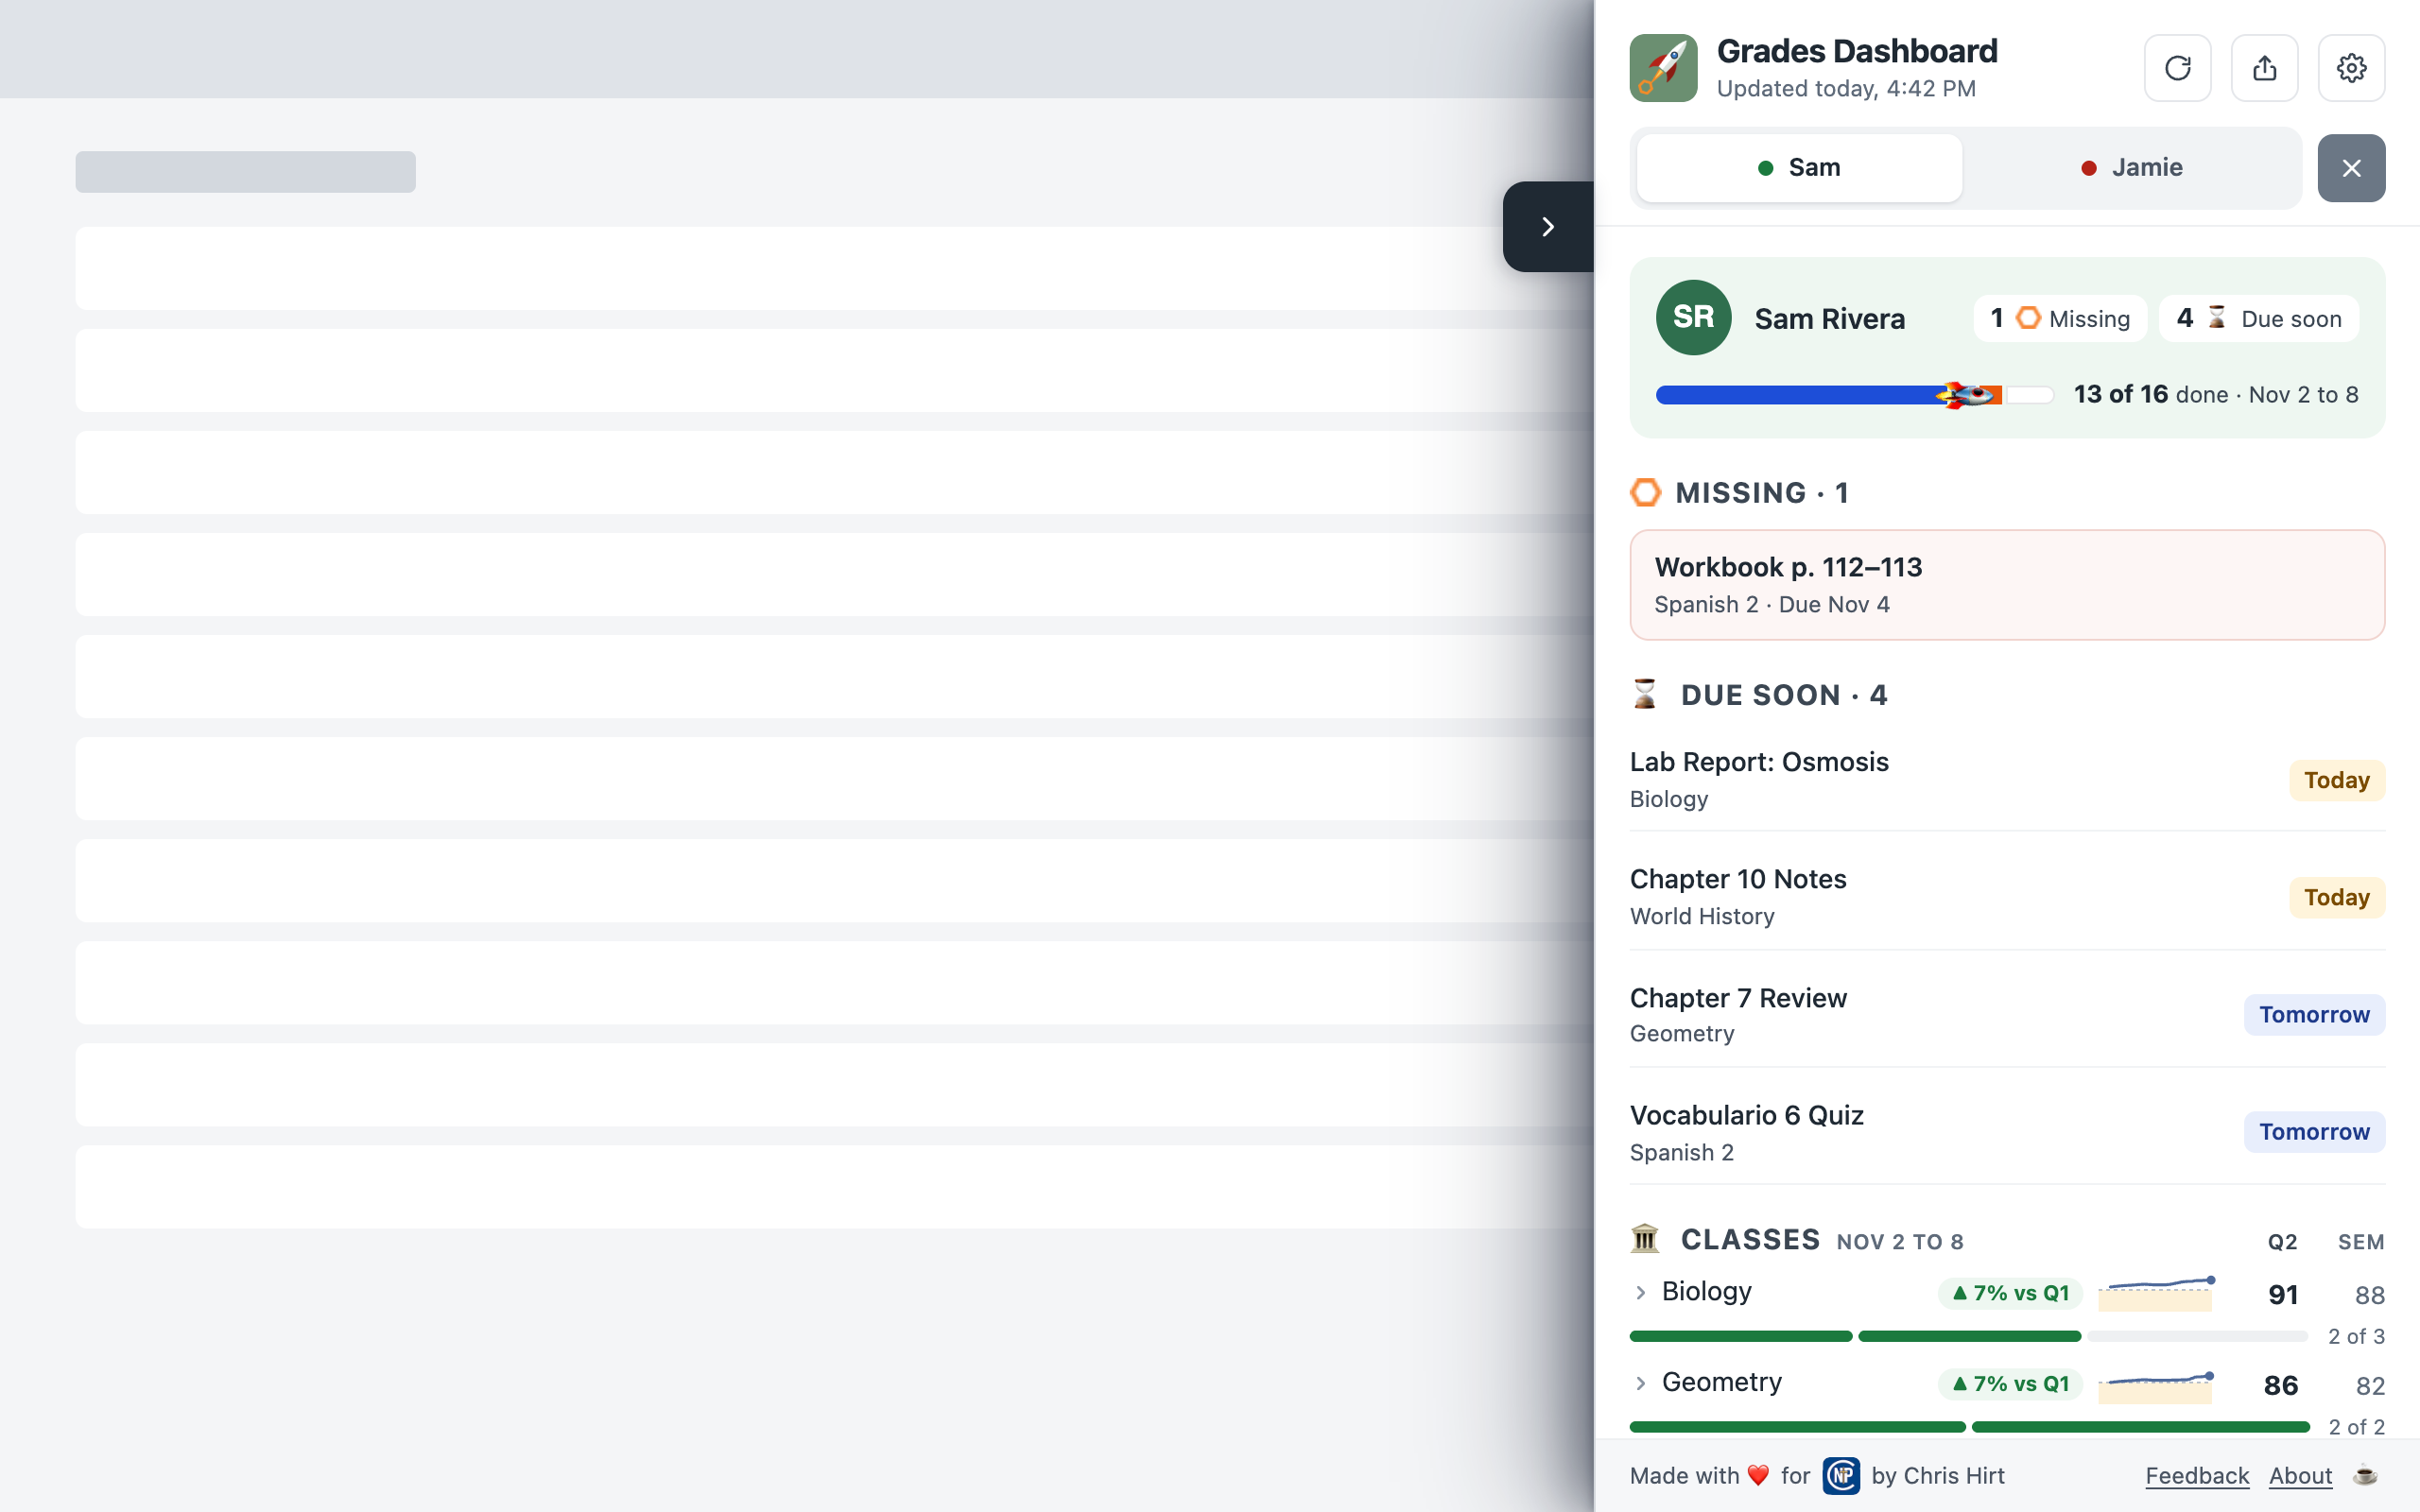 Grades Dashboard
Updated today, 4:42 PM
Sam
Jamie
SR
Sam Rivera
1 Missing
4 Due soon
13 of 16 done · Nov 2 to 8
MISSING · 1
Workbook p. 112–113
Spanish 2 · Due Nov 4
DUE SOON · 4
Lab Report: Osmosis
Biology
Today
Chapter 10 Notes
World History
Today
Chapter 7 Review
Geometry
Tomorrow
Vocabulario 6 Quiz
Spanish 2
Tomorrow
CLASSES NOV 2 TO 8 Q2 SEM
Biology ▲ 7% vs Q1 91 88
2 of 3
Geometry ▲ 7% vs Q1 86 82
2 of 2
Made with ❤️ for NP by Chris Hirt
Feedback About